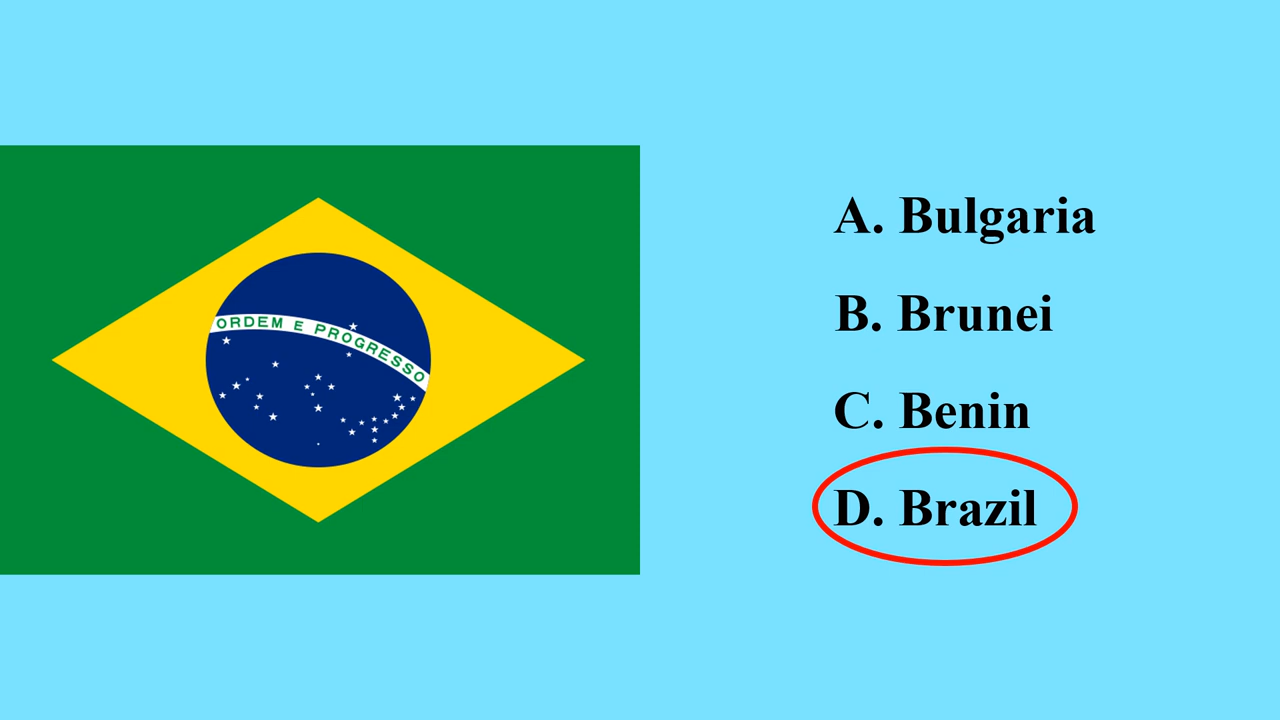 ORDEM E PROGRESSO
A. Bulgaria
B. Brunei
C. Benin
D. Brazil